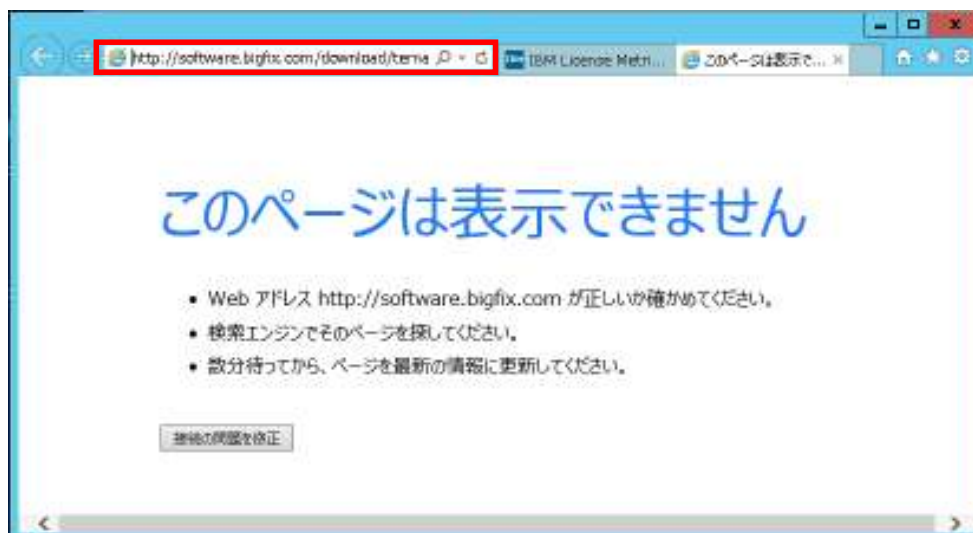 http://software.bigfix.com/download/tema
IBM License Metri...
このページは表示で...
このページは表示できません
• Web アドレス http://software.bigfix.com が正しいか確かめてください。
• 検索エンジンでそのページを探してください。
• 数分待ってから、ページを最新の情報に更新してください。
接続の問題を修正